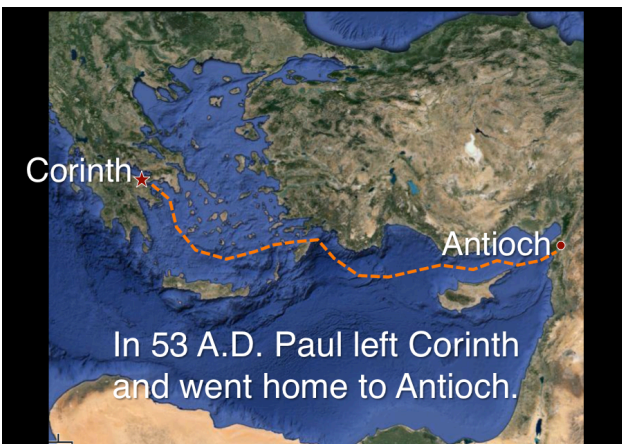 Corinth
Antioch
In 53 A.D. Paul left Corinth
and went home to Antioch.